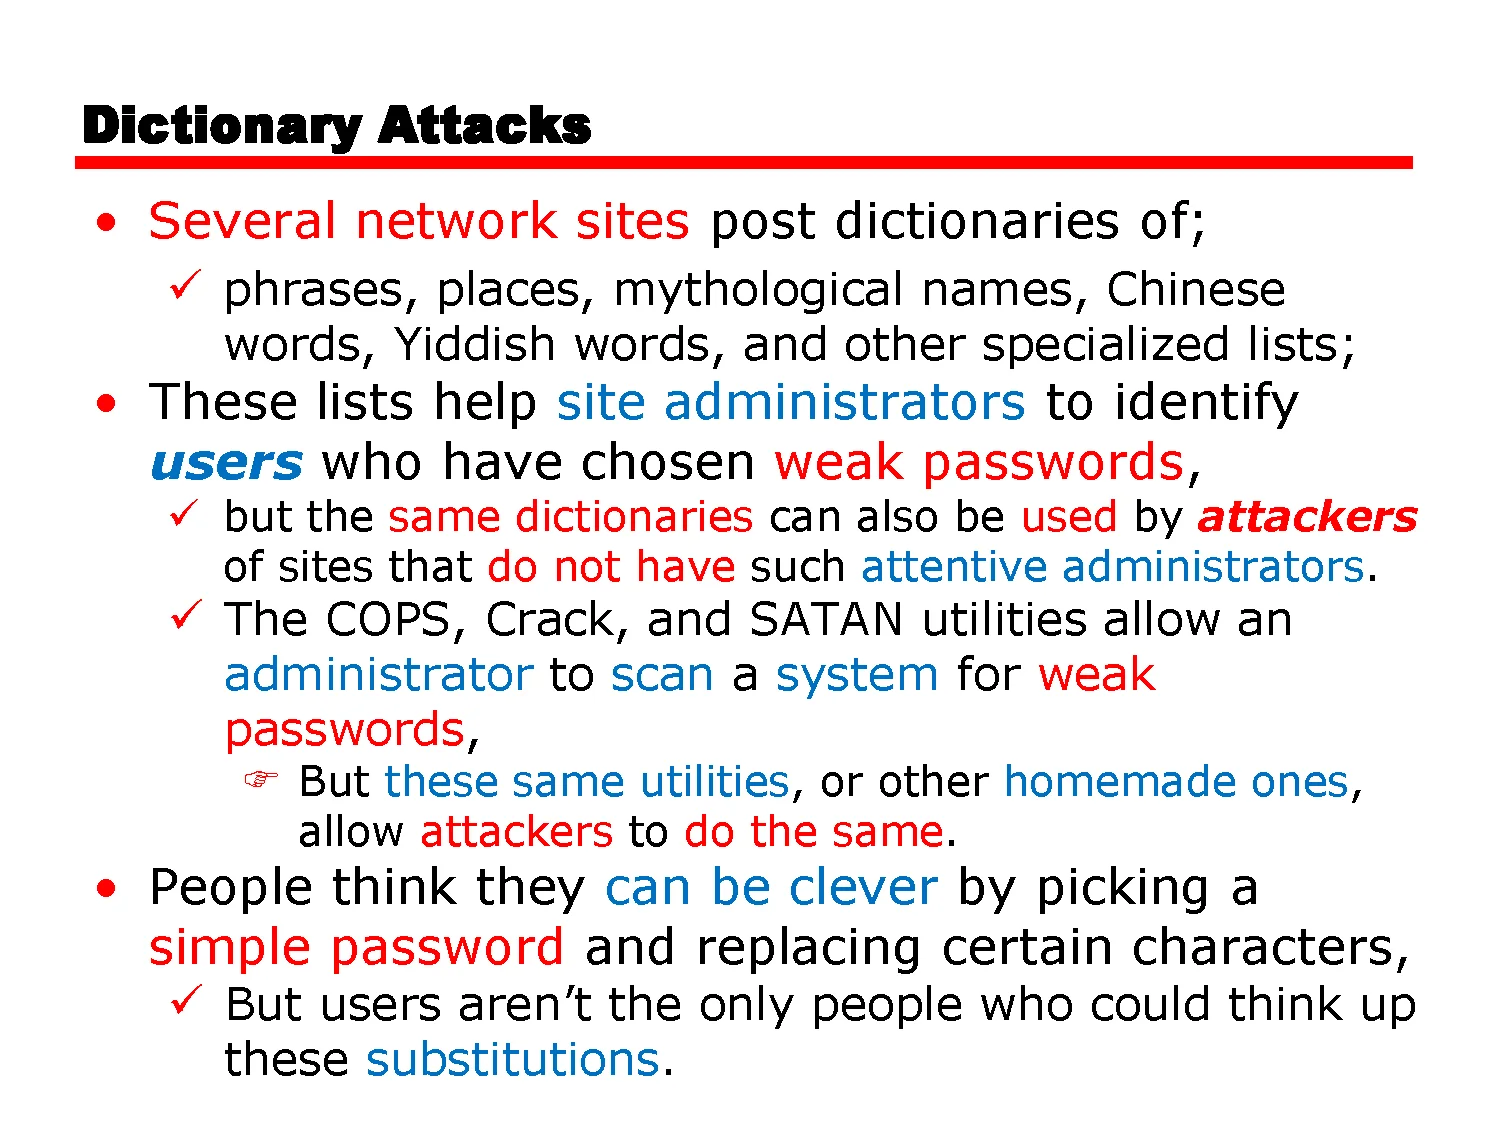 Dictionary Attacks
• Several network sites post dictionaries of;
✓ phrases, places, mythological names, Chinese
words, Yiddish words, and other specialized lists;
• These lists help site administrators to identify
users who have chosen weak passwords,
✓ but the same dictionaries can also be used by attackers
of sites that do not have such attentive administrators.
✓ The COPS, Crack, and SATAN utilities allow an
administrator to scan a system for weak
passwords,
☞ But these same utilities, or other homemade ones,
allow attackers to do the same.
• People think they can be clever by picking a
simple password and replacing certain characters,
✓ But users aren’t the only people who could think up
these substitutions.